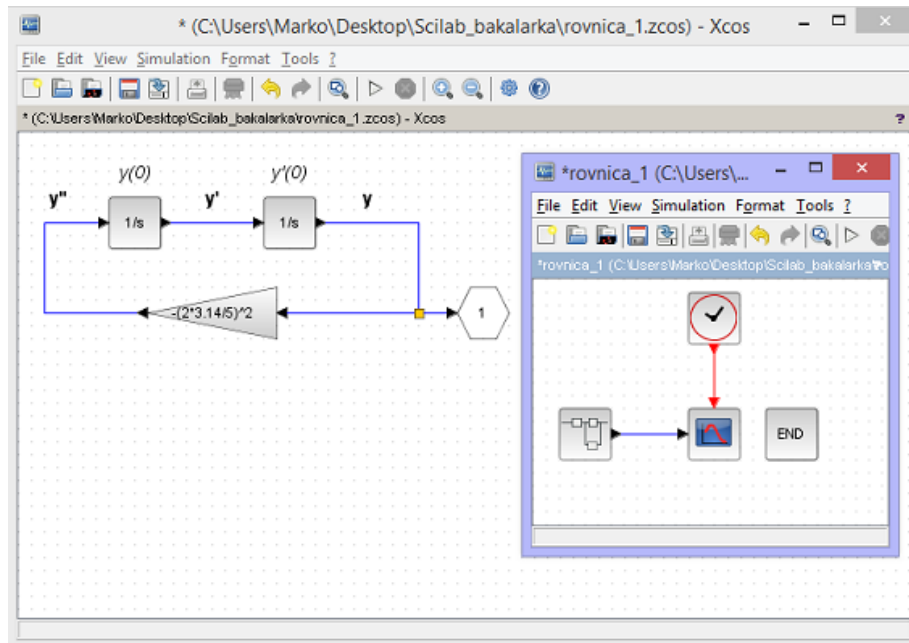 * (C:\Users\Marko\Desktop\Scilab_bakalarka\rovnica_1.zcos) - Xcos
File Edit View Simulation Format Tools ?
* (C:\Users\Marko\Desktop\Scilab_bakalarka\rovnica_1.zcos) - Xcos ?
y(0) y'(0)
y" y' y
1/s 1/s
-(2*3.14/5)^2 1
*rovnica_1 (C:\Users\...
File Edit View Simulation Format Tools ?
*rovnica_1 (C:\Users\Marko\Desktop\Scilab_bakalarka
END